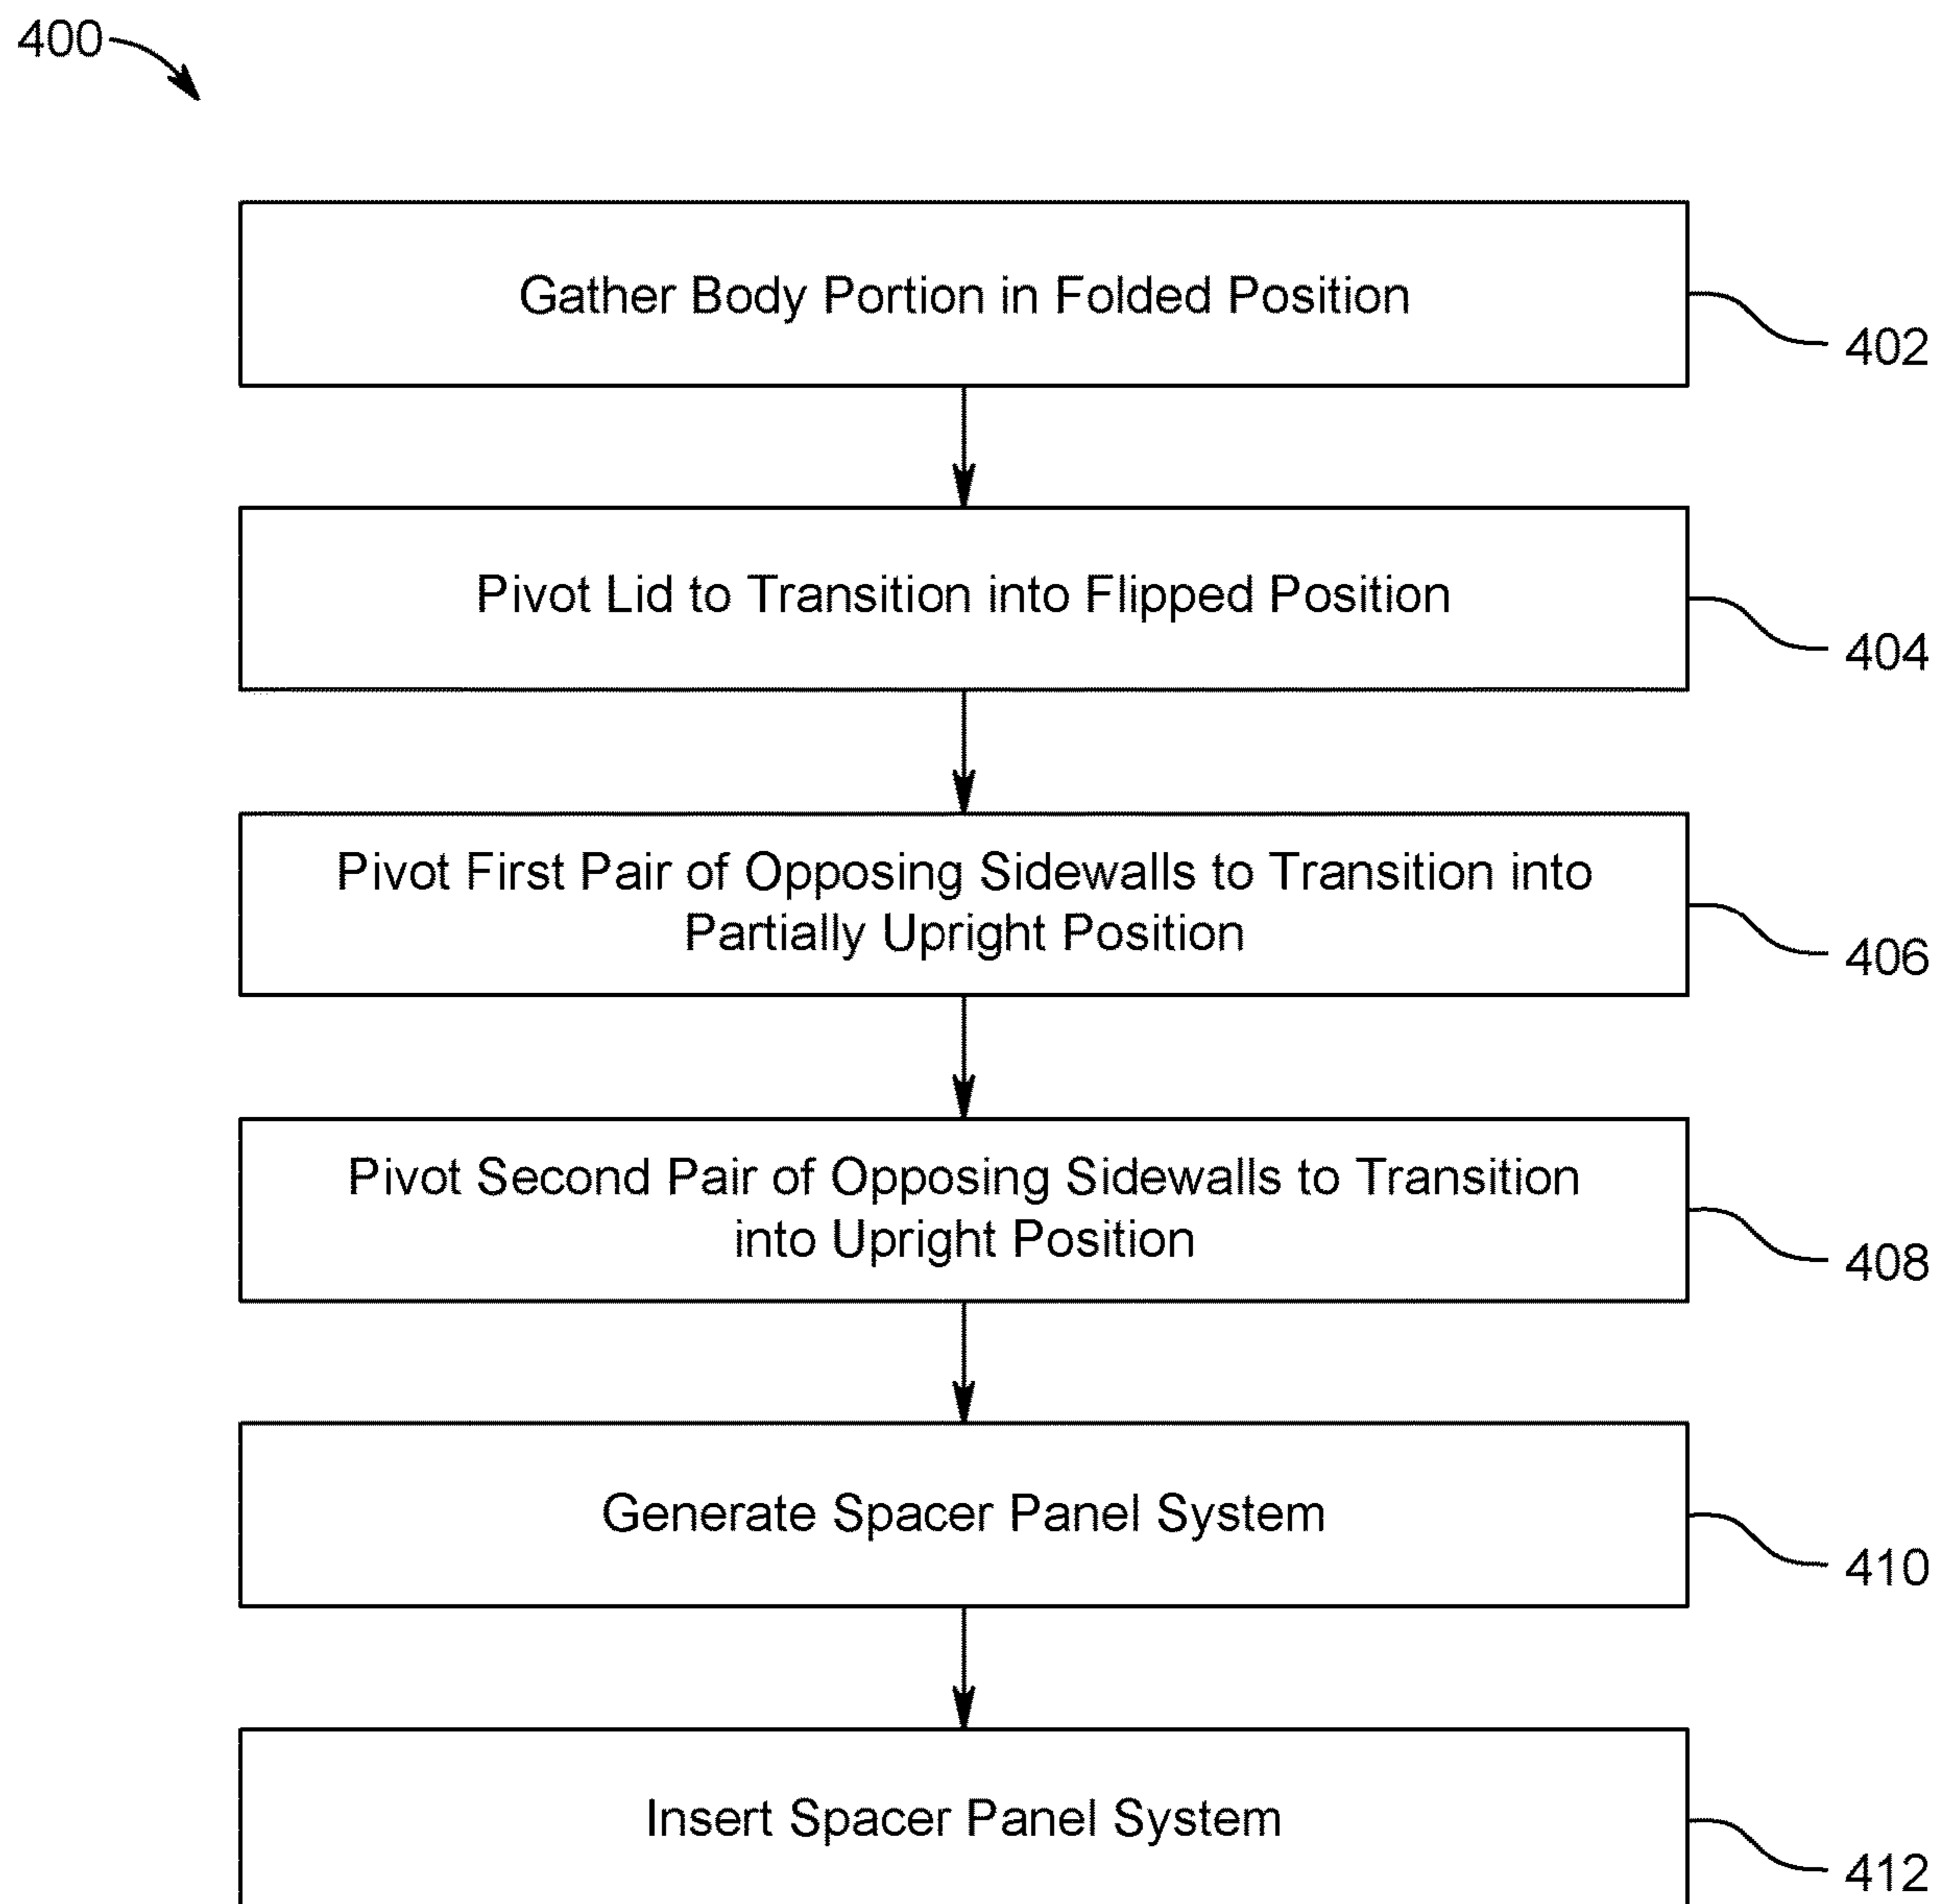 400
Gather Body Portion in Folded Position
402
Pivot Lid to Transition into Flipped Position
404
Pivot First Pair of Opposing Sidewalls to Transition into
Partially Upright Position
406
Pivot Second Pair of Opposing Sidewalls to Transition
into Upright Position
408
Generate Spacer Panel System
410
Insert Spacer Panel System
412